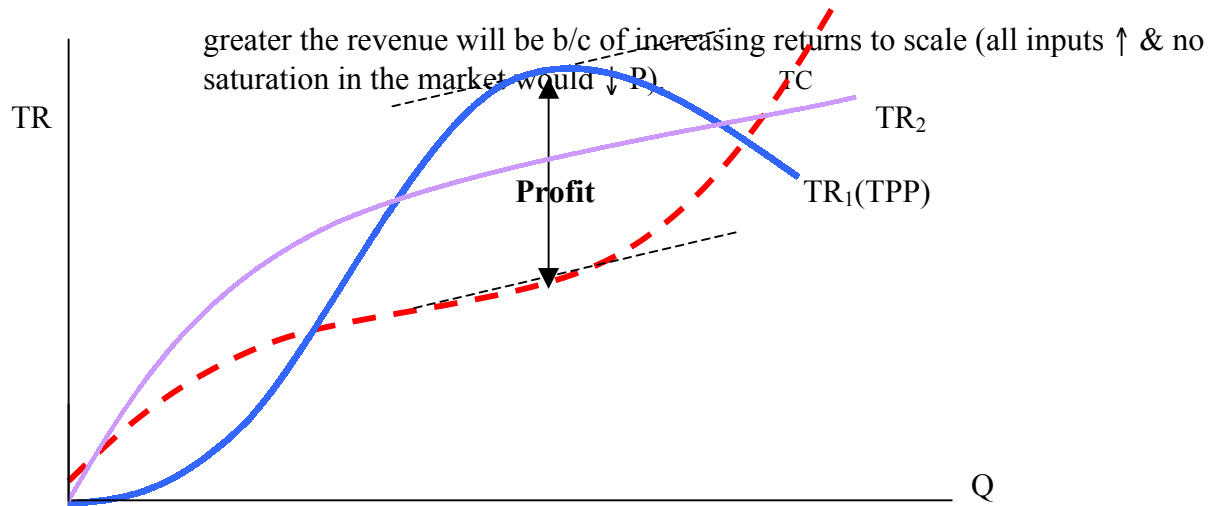 greater the revenue will be b/c of increasing returns to scale (all inputs ↑ & no
saturation in the market would ↓ P).
TC
TR
TR₂
Profit
TR₁(TPP)
Q